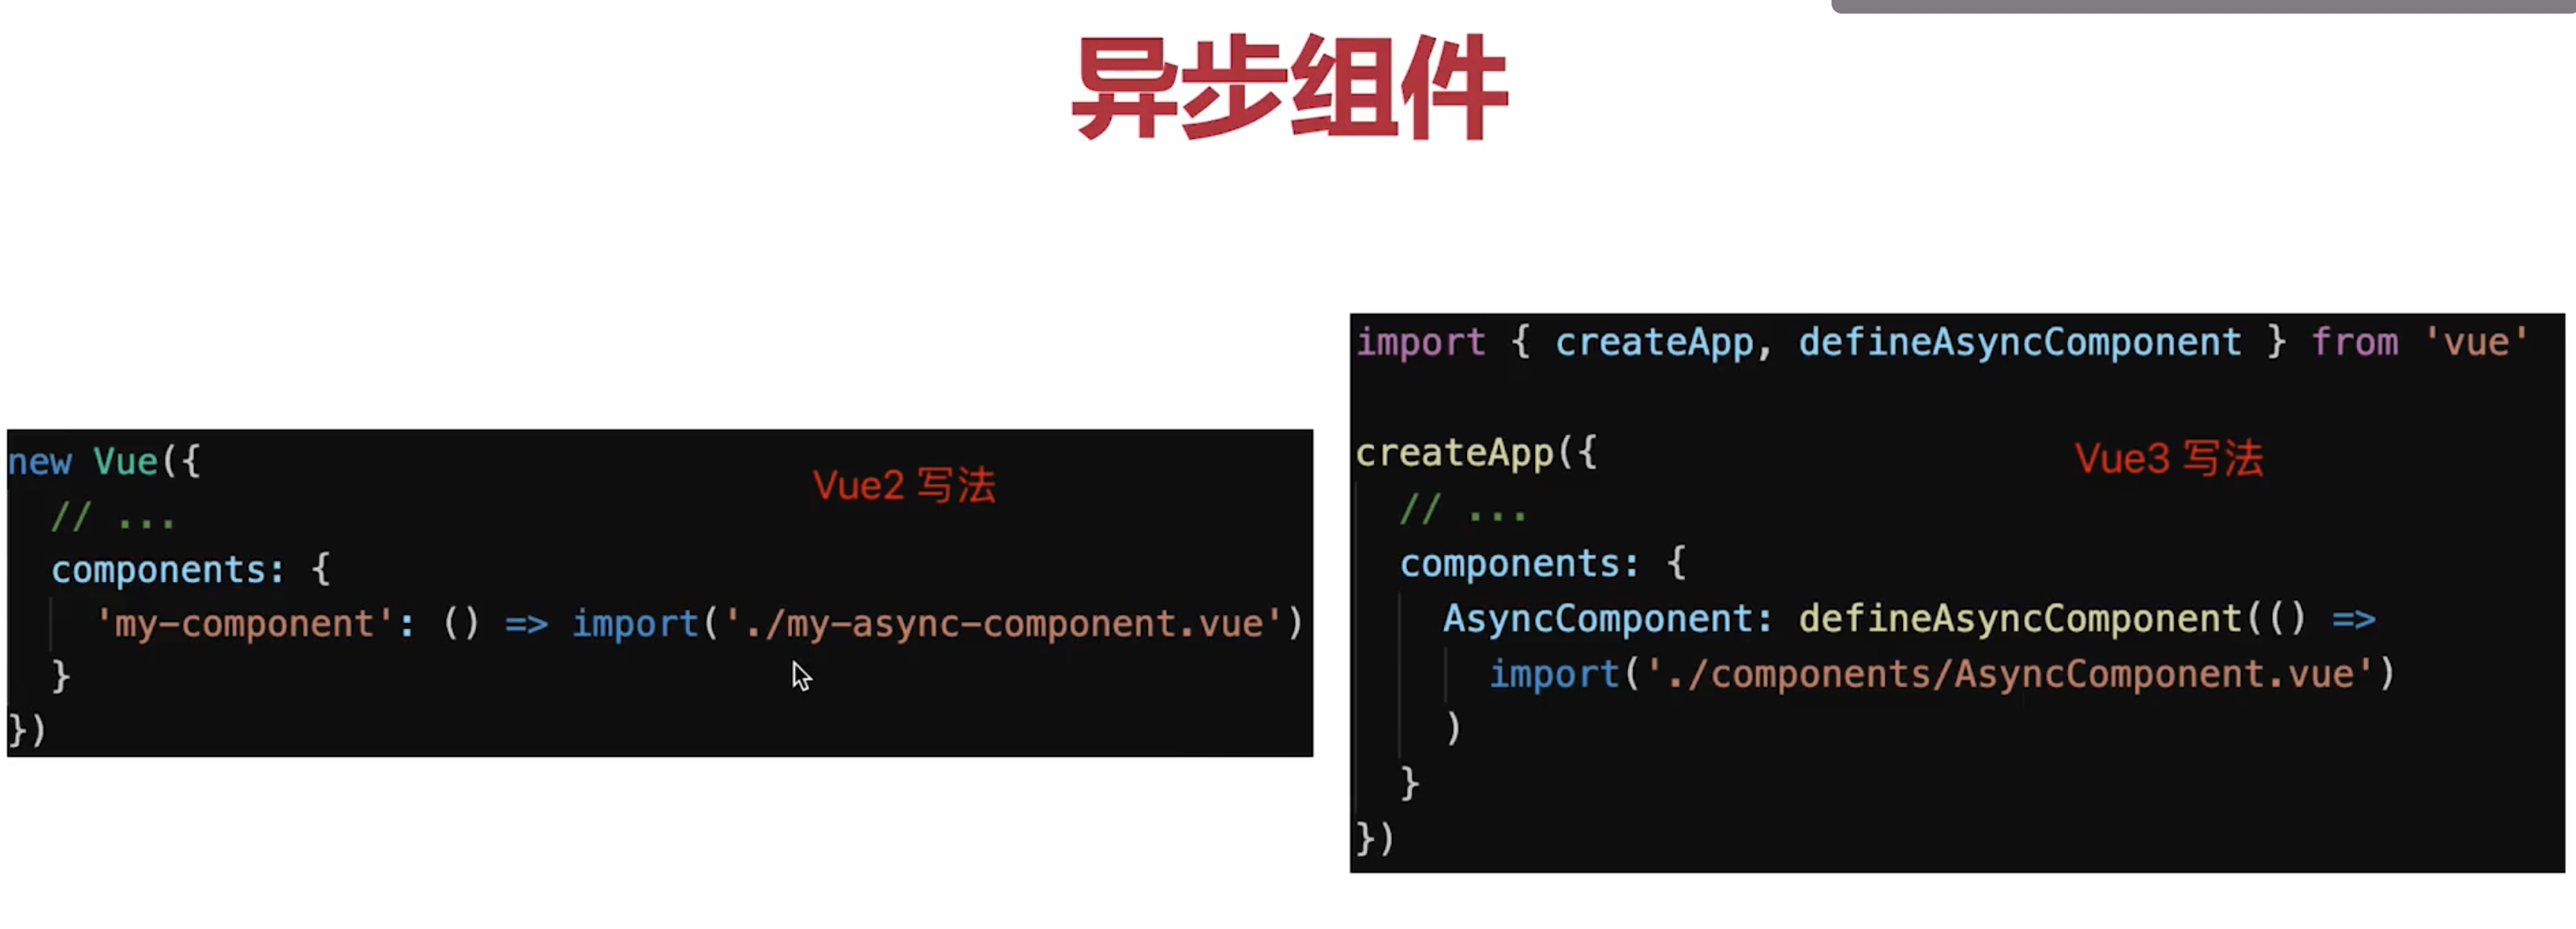 异步组件
new Vue({
Vue2 写法
// ...
components: {
'my-component': () => import('./my-async-component.vue')
}
})
import { createApp, defineAsyncComponent } from 'vue'
createApp({
Vue3 写法
// ...
components: {
AsyncComponent: defineAsyncComponent(() =>
import('./components/AsyncComponent.vue')
)
}
})